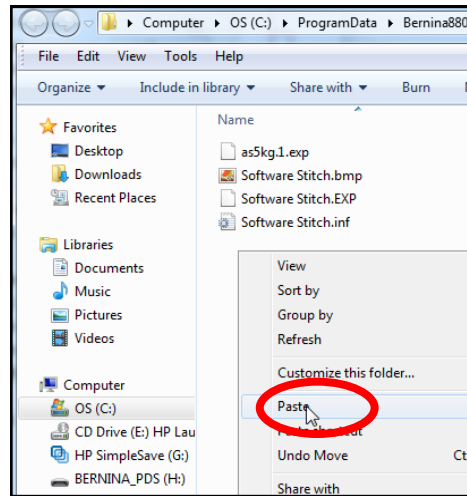 Computer ▸ OS (C:) ▸ ProgramData ▸ Bernina880
File Edit View Tools Help
Organize Include in library Share with Burn
Favorites
Desktop
Downloads
Recent Places
Libraries
Documents
Music
Pictures
Videos
Computer
OS (C:)
CD Drive (E:) HP Lau
HP SimpleSave (G:)
BERNINA_PDS (H:)
Name
as5kg.1.exp
Software Stitch.bmp
Software Stitch.EXP
Software Stitch.inf
View
Sort by
Group by
Refresh
Customize this folder...
Paste
shortcut
Undo Move Ct
Share with